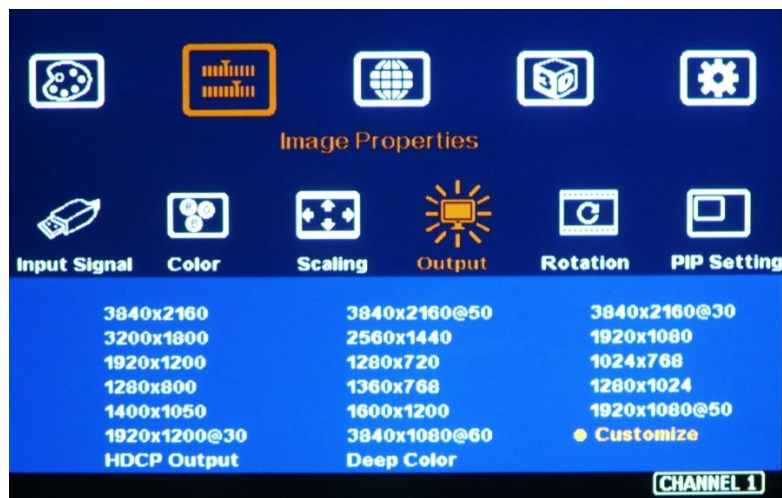 3D
Image Properties
R G
B
Input Signal Color Scaling Output Rotation PIP Setting
3840x2160 3840x2160@50 3840x2160@30
3200x1800 2560x1440 1920x1080
1920x1200 1280x720 1024x768
1280x800 1360x768 1280x1024
1400x1050 1600x1200 1920x1080@50
1920x1200@30 3840x1080@60 Customize
HDCP Output Deep Color
CHANNEL 1